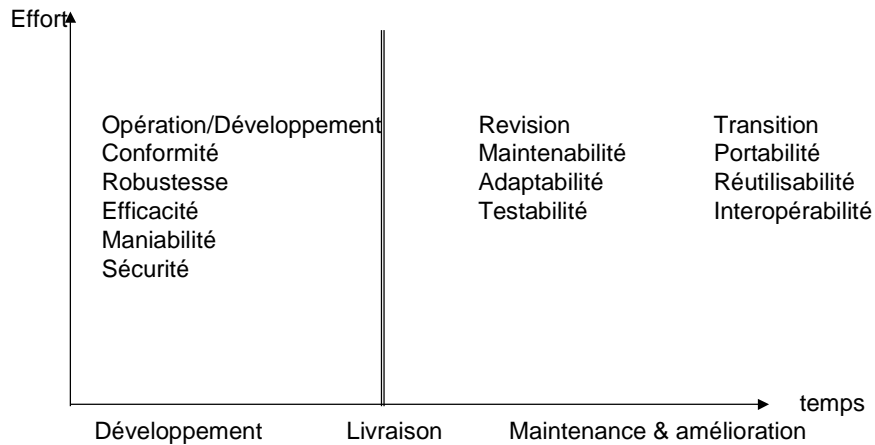 Effort
Opération/Développement
Conformité
Robustesse
Efficacité
Maniabilité
Sécurité
Revision
Maintenabilité
Adaptabilité
Testabilité
Transition
Portabilité
Réutilisabilité
Interopérabilité
temps
Développement
Livraison
Maintenance & amélioration